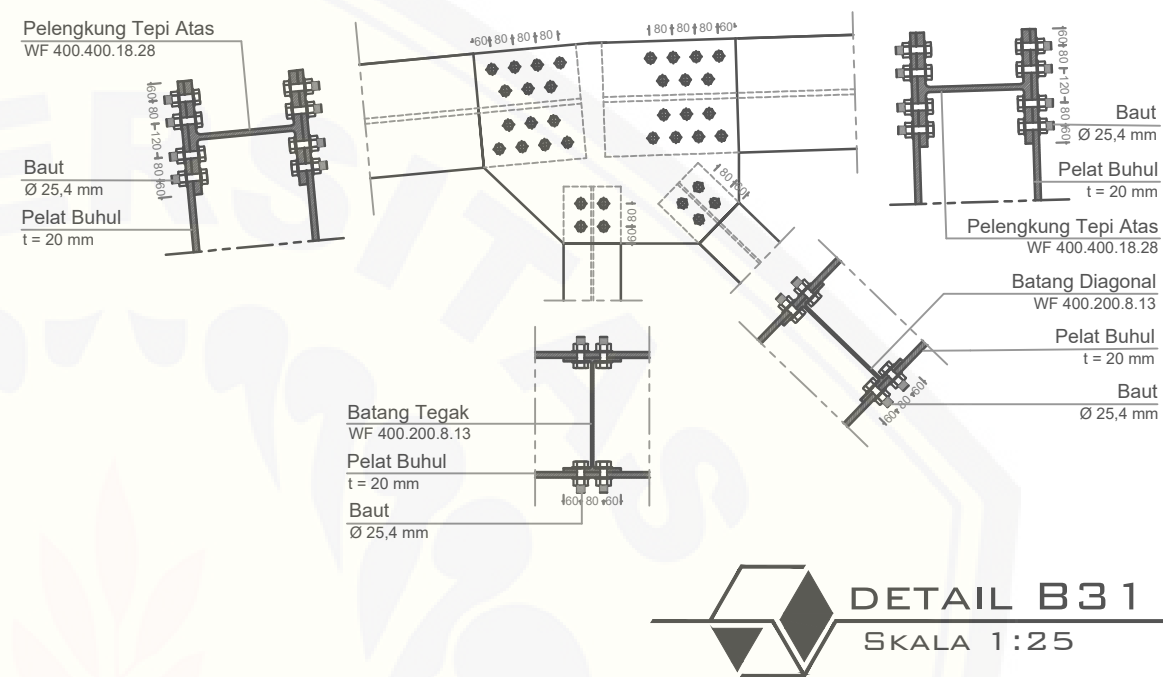 Pelengkung Tepi Atas
WF 400.400.18.28
Baut
Ø 25,4 mm
Pelat Buhul
t = 20 mm
60 80 120 80 60
60 80 80 80
80 80 80 60
80 60
80 60
60 80 120 80 60
Baut
Ø 25,4 mm
Pelat Buhul
t = 20 mm
Pelengkung Tepi Atas
WF 400.400.18.28
Batang Diagonal
WF 400.200.8.13
Pelat Buhul
t = 20 mm
Baut
Ø 25,4 mm
60 80 60
Batang Tegak
WF 400.200.8.13
Pelat Buhul
t = 20 mm
Baut
Ø 25,4 mm
60 80 60
DETAIL B31
SKALA 1:25
ERSITAS